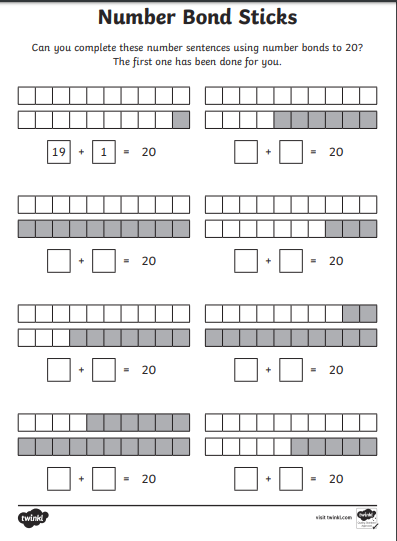 Number Bond Sticks
Can you complete these number sentences using number bonds to 20?
The first one has been done for you.
19 + 1 = 20
+ = 20
+ = 20
+ = 20
+ = 20
+ = 20
+ = 20
+ = 20
twinkl
visit twinkl.com
twinkl